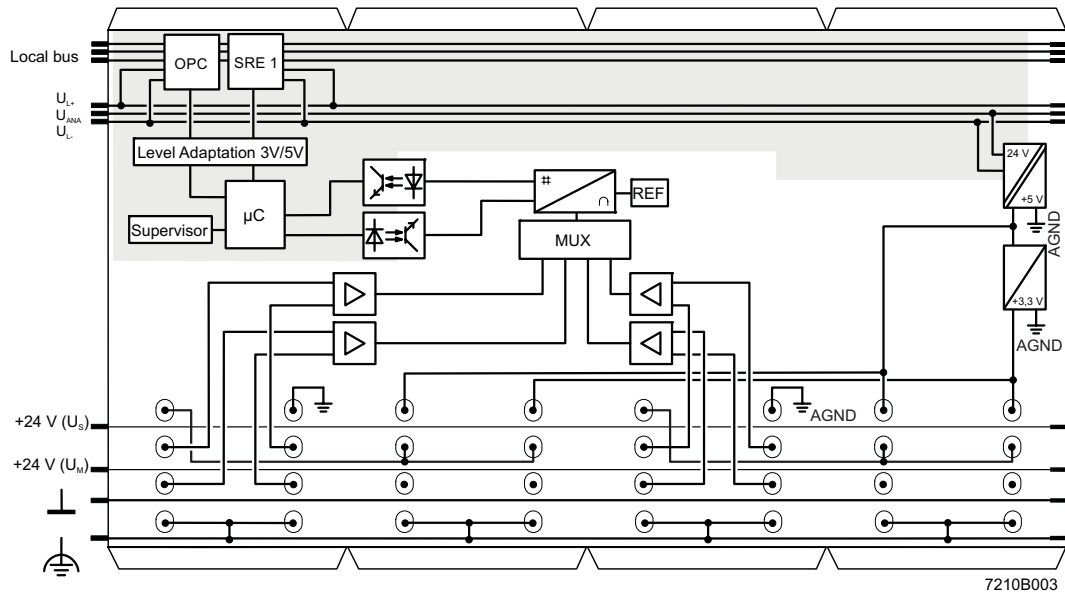 Local bus
OPC
SRE 1
U_L+
U_ANA
U_L-
Level Adaptation 3V/5V
24 V
+5 V
#
∩
REF
Supervisor
µC
MUX
AGND
+3,3 V
AGND
AGND
+24 V (U_S)
+24 V (U_M)
7210B003